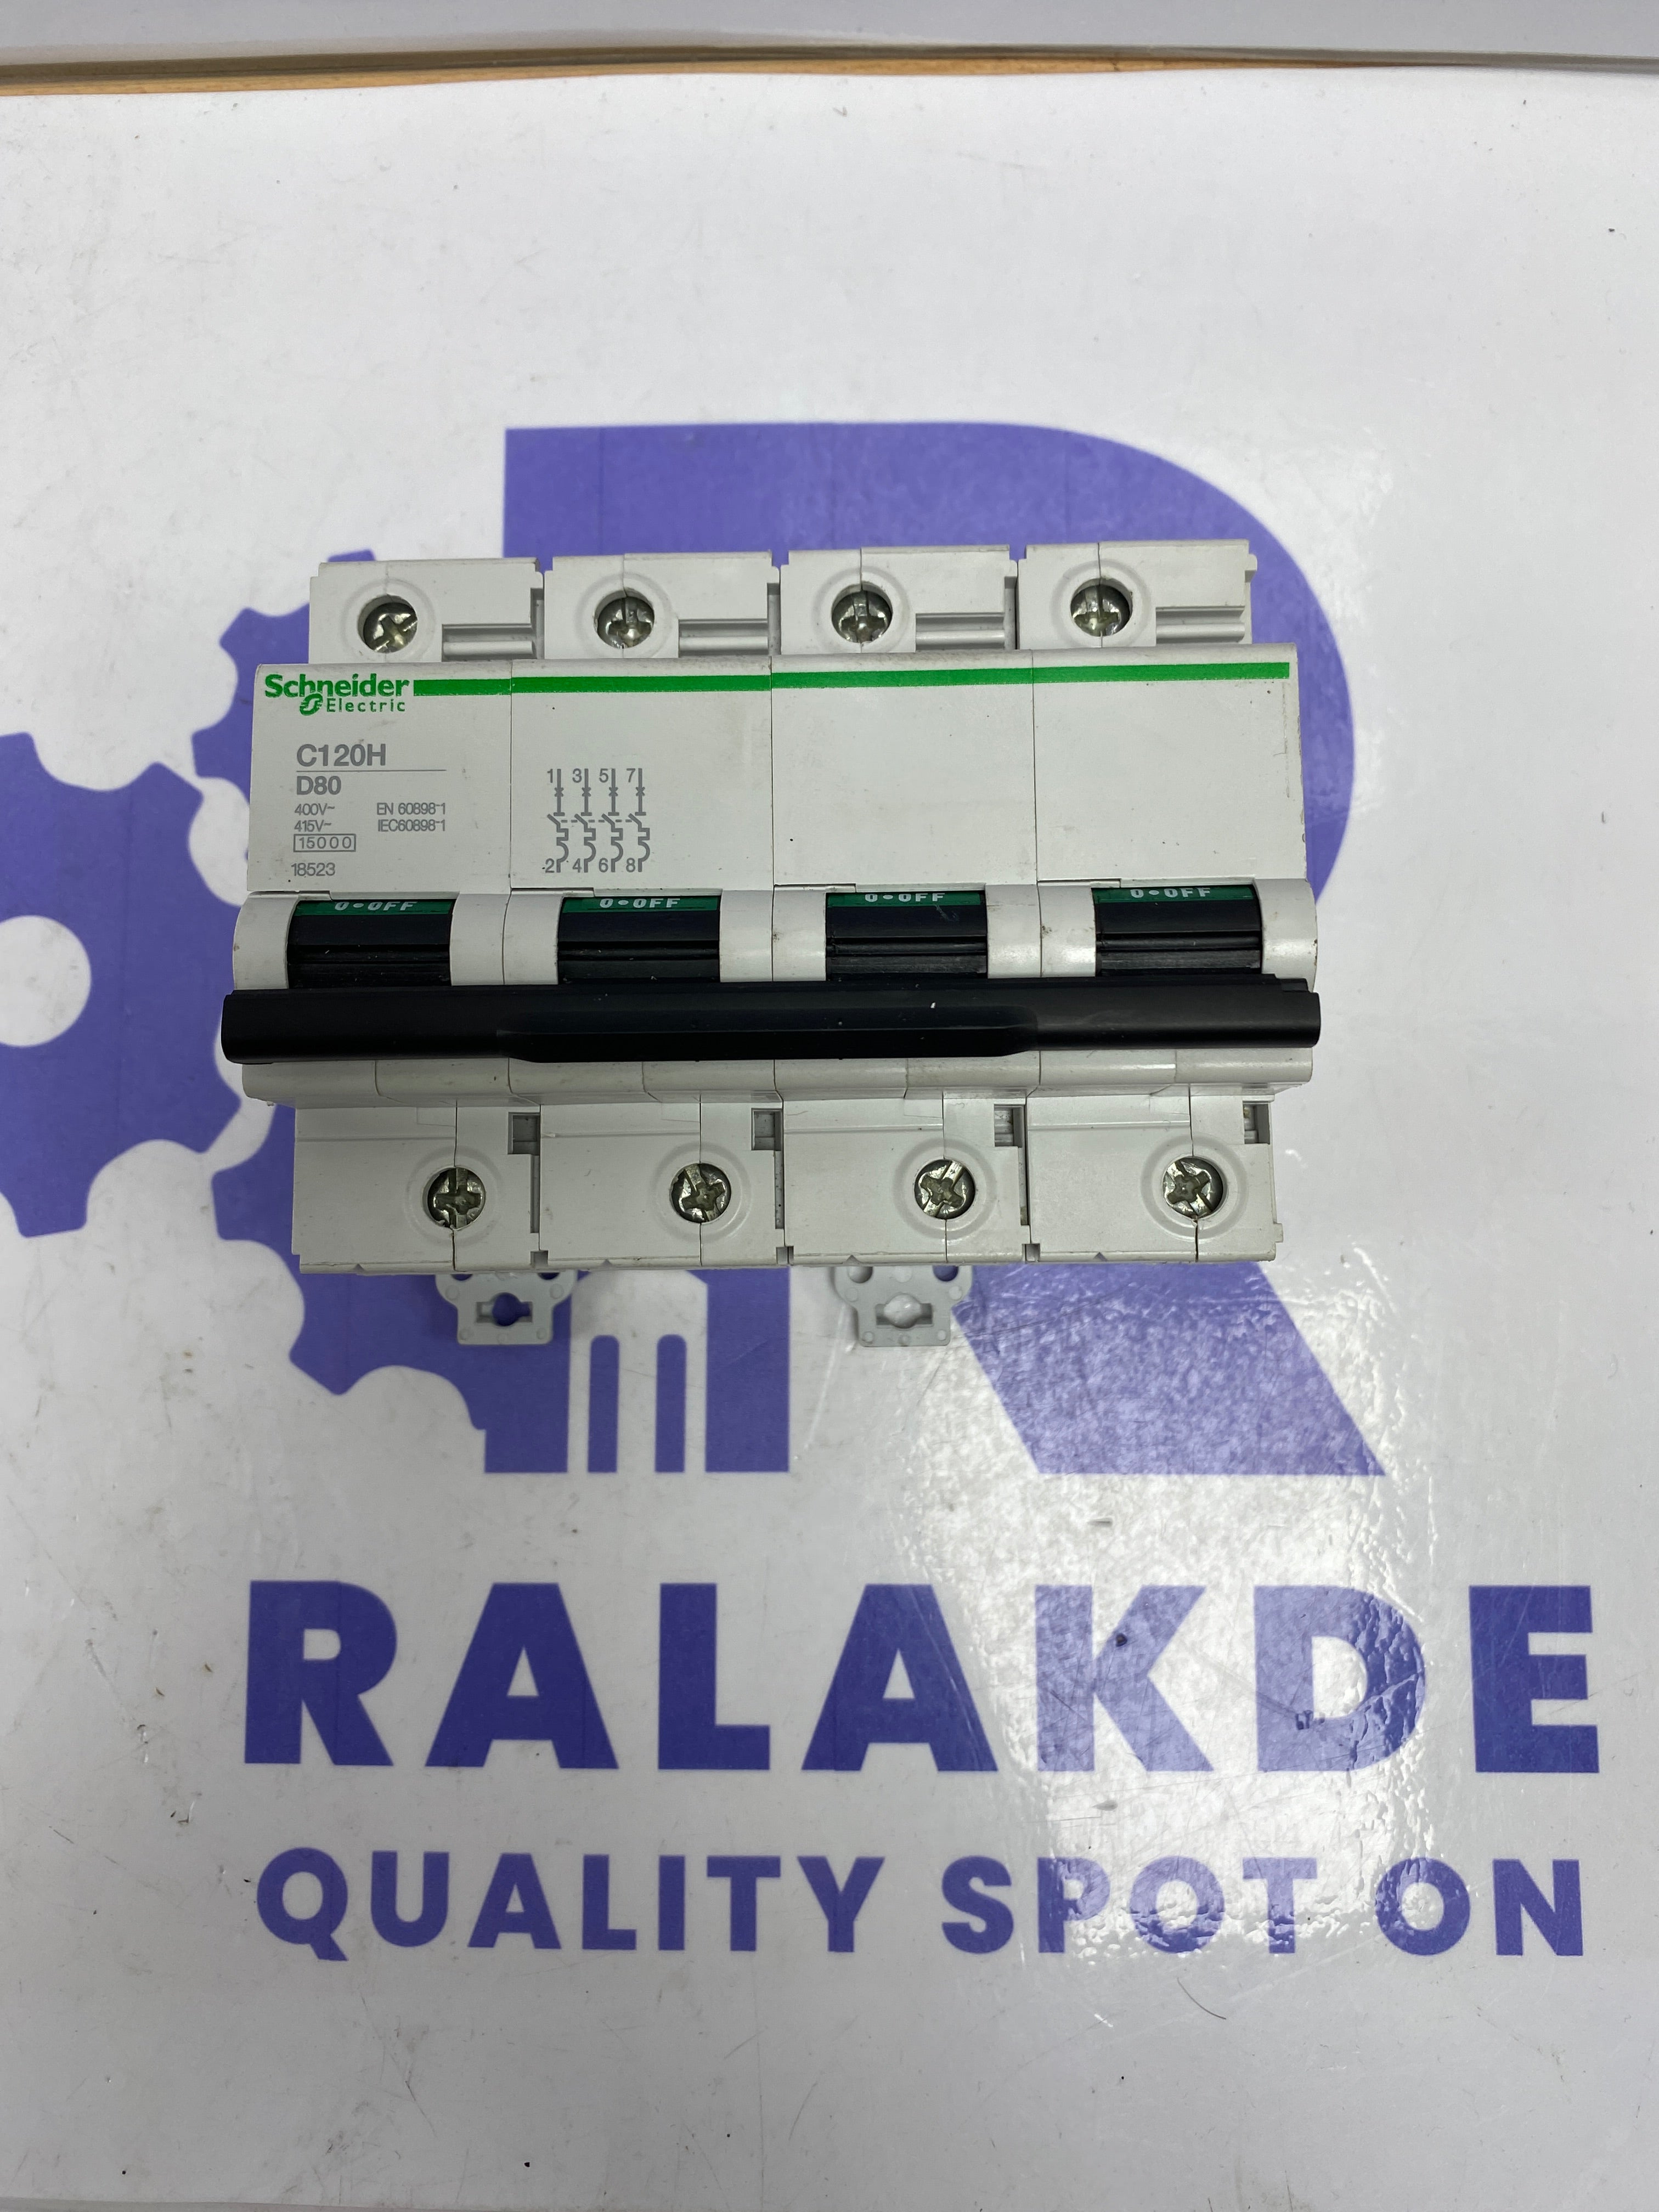 Schneider
Electric
C120H
D80
400V~ EN 60898-1
415V~ IEC60898-1
15000
18523
1 3 5 7
2 4 6 8
O•OFF O•OFF O•OFF O•OFF
RALAKDE
QUALITY SPOT ON